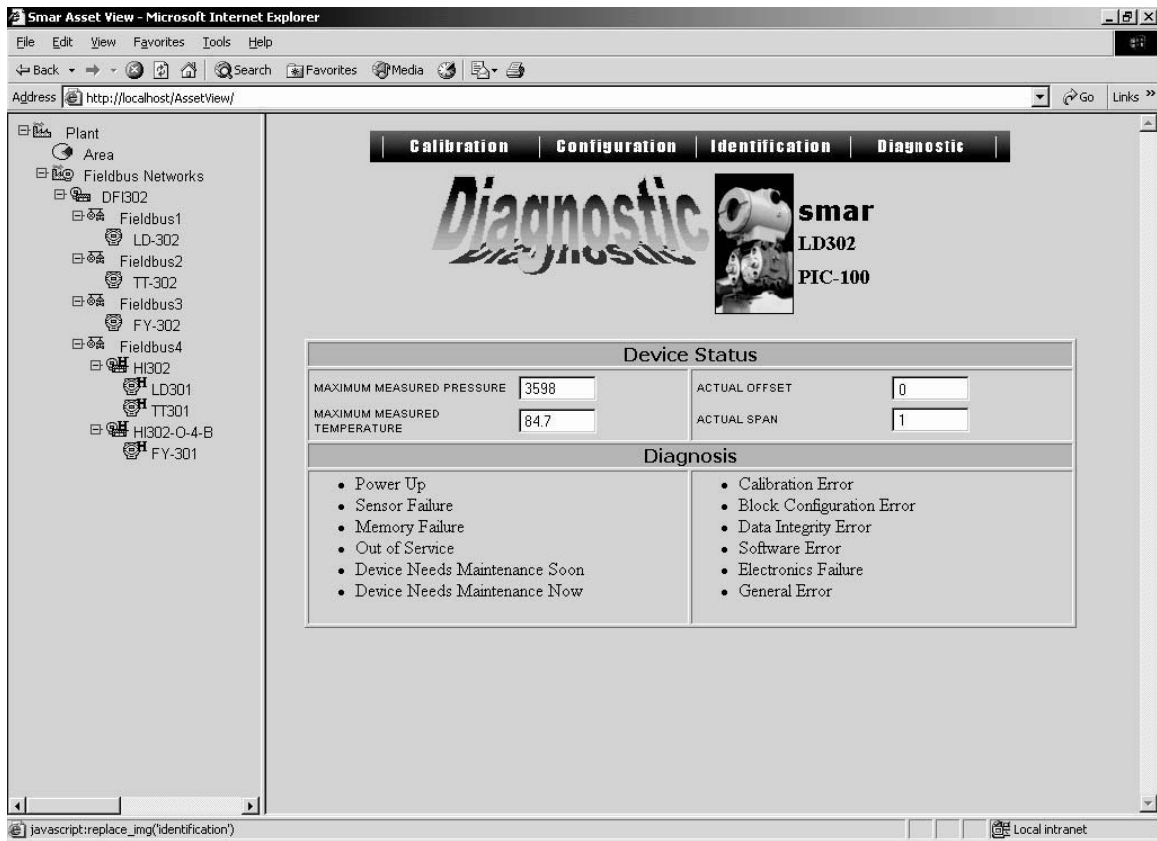 Smar Asset View - Microsoft Internet Explorer
File Edit View Favorites Tools Help
Back Search Favorites Media
Address http://localhost/AssetView/ Go Links »
Plant
Area
Fieldbus Networks
DFI302
Fieldbus1
LD-302
Fieldbus2
TT-302
Fieldbus3
FY-302
Fieldbus4
HI302
LD301
TT301
HI302-O-4-B
FY-301
Calibration Configuration Identification Diagnostic
Diagnostic
smar
LD302
PIC-100
Device Status
MAXIMUM MEASURED PRESSURE 3598
MAXIMUM MEASURED TEMPERATURE 84.7
ACTUAL OFFSET 0
ACTUAL SPAN 1
Diagnosis
• Power Up
• Sensor Failure
• Memory Failure
• Out of Service
• Device Needs Maintenance Soon
• Device Needs Maintenance Now
• Calibration Error
• Block Configuration Error
• Data Integrity Error
• Software Error
• Electronics Failure
• General Error
javascript:replace_img('identification') Local intranet